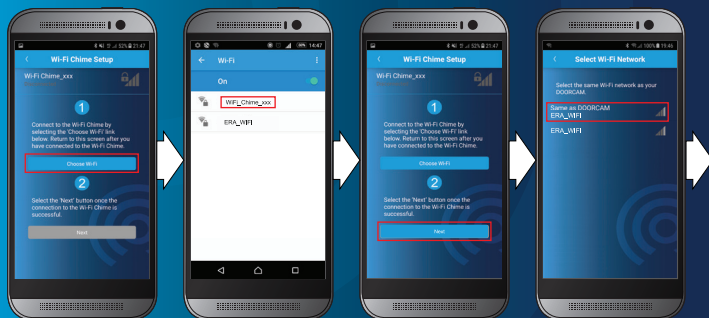 52% 21:47
Wi-Fi Chime Setup
Wi-Fi Chime_xxx
1
Connect to the Wi-Fi Chime by
selecting the 'Choose Wi-Fi' link
below. Return to this screen after you
have connected to the Wi-Fi Chime.
Choose Wi-Fi
2
Select the 'Next' button once the
connection to the Wi-Fi Chime is
successful.
Next
14:47
Wi-Fi
On
WiFi_Chime_xxx
ERA_WIFI
52% 21:47
Wi-Fi Chime Setup
Wi-Fi Chime_xxx
1
Connect to the Wi-Fi Chime by
selecting the 'Choose Wi-Fi' link
below. Return to this screen after you
have connected to the Wi-Fi Chime.
Choose Wi-Fi
2
Select the 'Next' button once the
connection to the Wi-Fi Chime is
successful.
Next
100% 19:46
Select Wi-Fi Network
Select the same Wi-Fi network as your
DOORCAM.
Same as DOORCAM
ERA_WIFI
ERA_WIFI